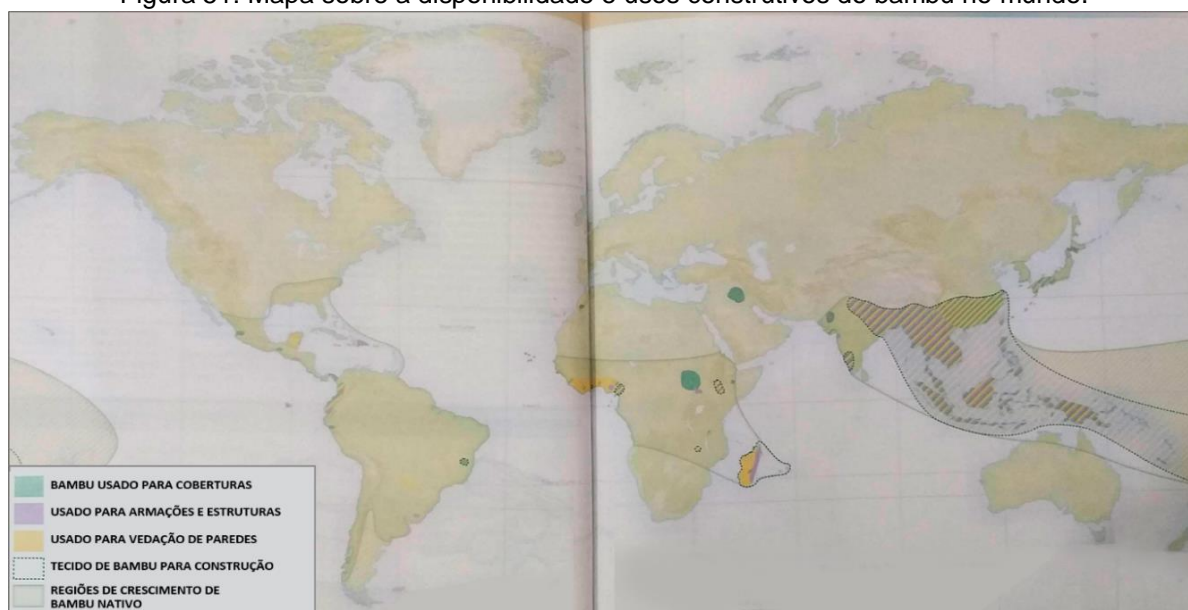 Figura Mapa sobre a disponibilidade e usos construtivos do bambu no mundo.
BAMBU USADO PARA COBERTURAS
USADO PARA ARMAÇÕES E ESTRUTURAS
USADO PARA VEDAÇÃO DE PAREDES
TECIDO DE BAMBU PARA CONSTRUÇÃO
REGIÕES DE CRESCIMENTO DE
BAMBU NATIVO